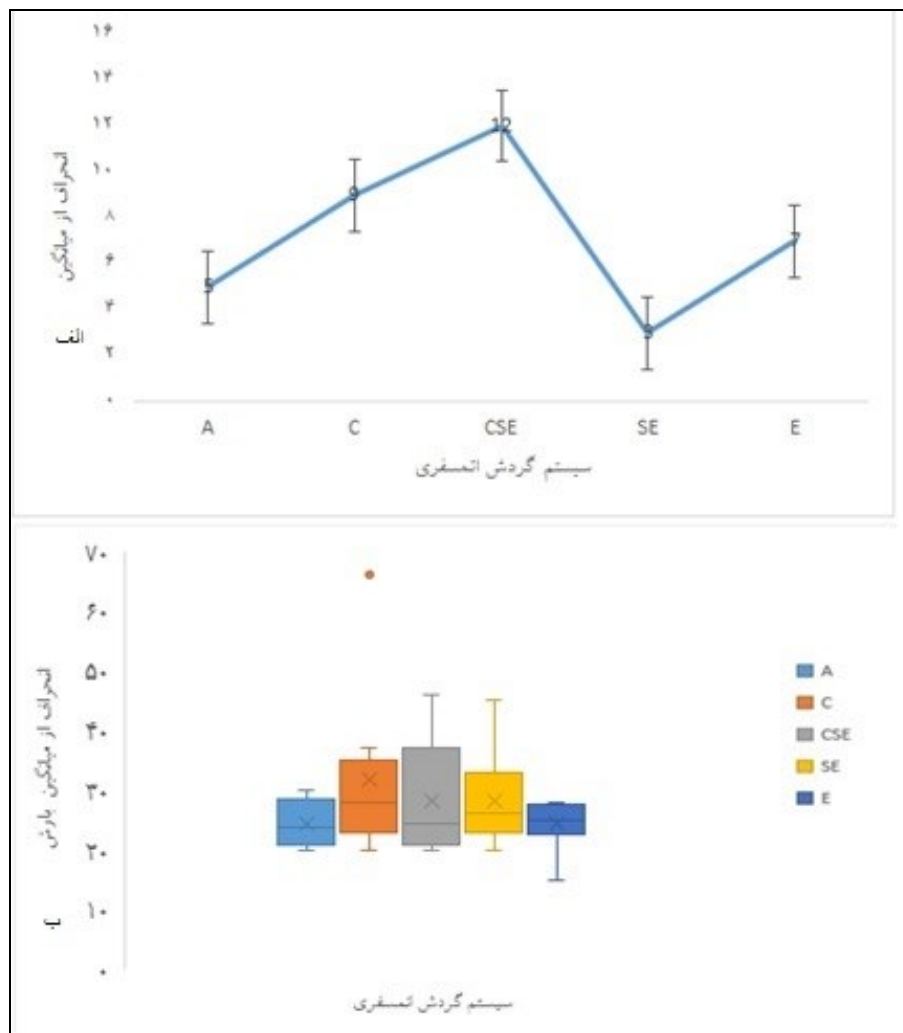 ۱۶
۱۴
۱۲
۱۰
۸
۶
۴
۲
۰
انحراف از میانگین
الف
5
9
12
3
7
A C CSE SE E
سیستم گردش اتمسفری
۷۰
۶۰
۵۰
۴۰
۳۰
۲۰
۱۰
۰
انحراف از میانگین بارش
ب
A
C
CSE
SE
E
سیستم گردش اتمسفری